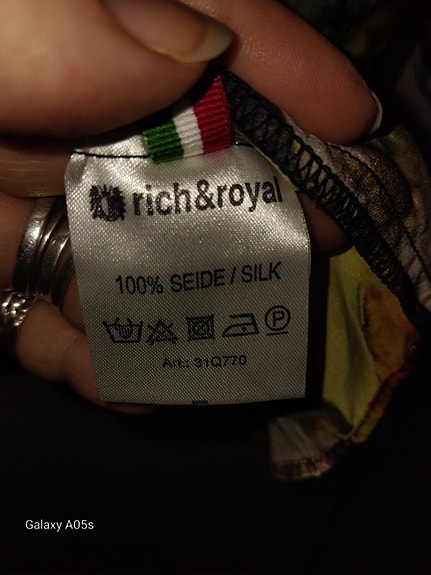 rich&royal
100% SEIDE / SILK
P
Art.: 31Q770
Galaxy A05s